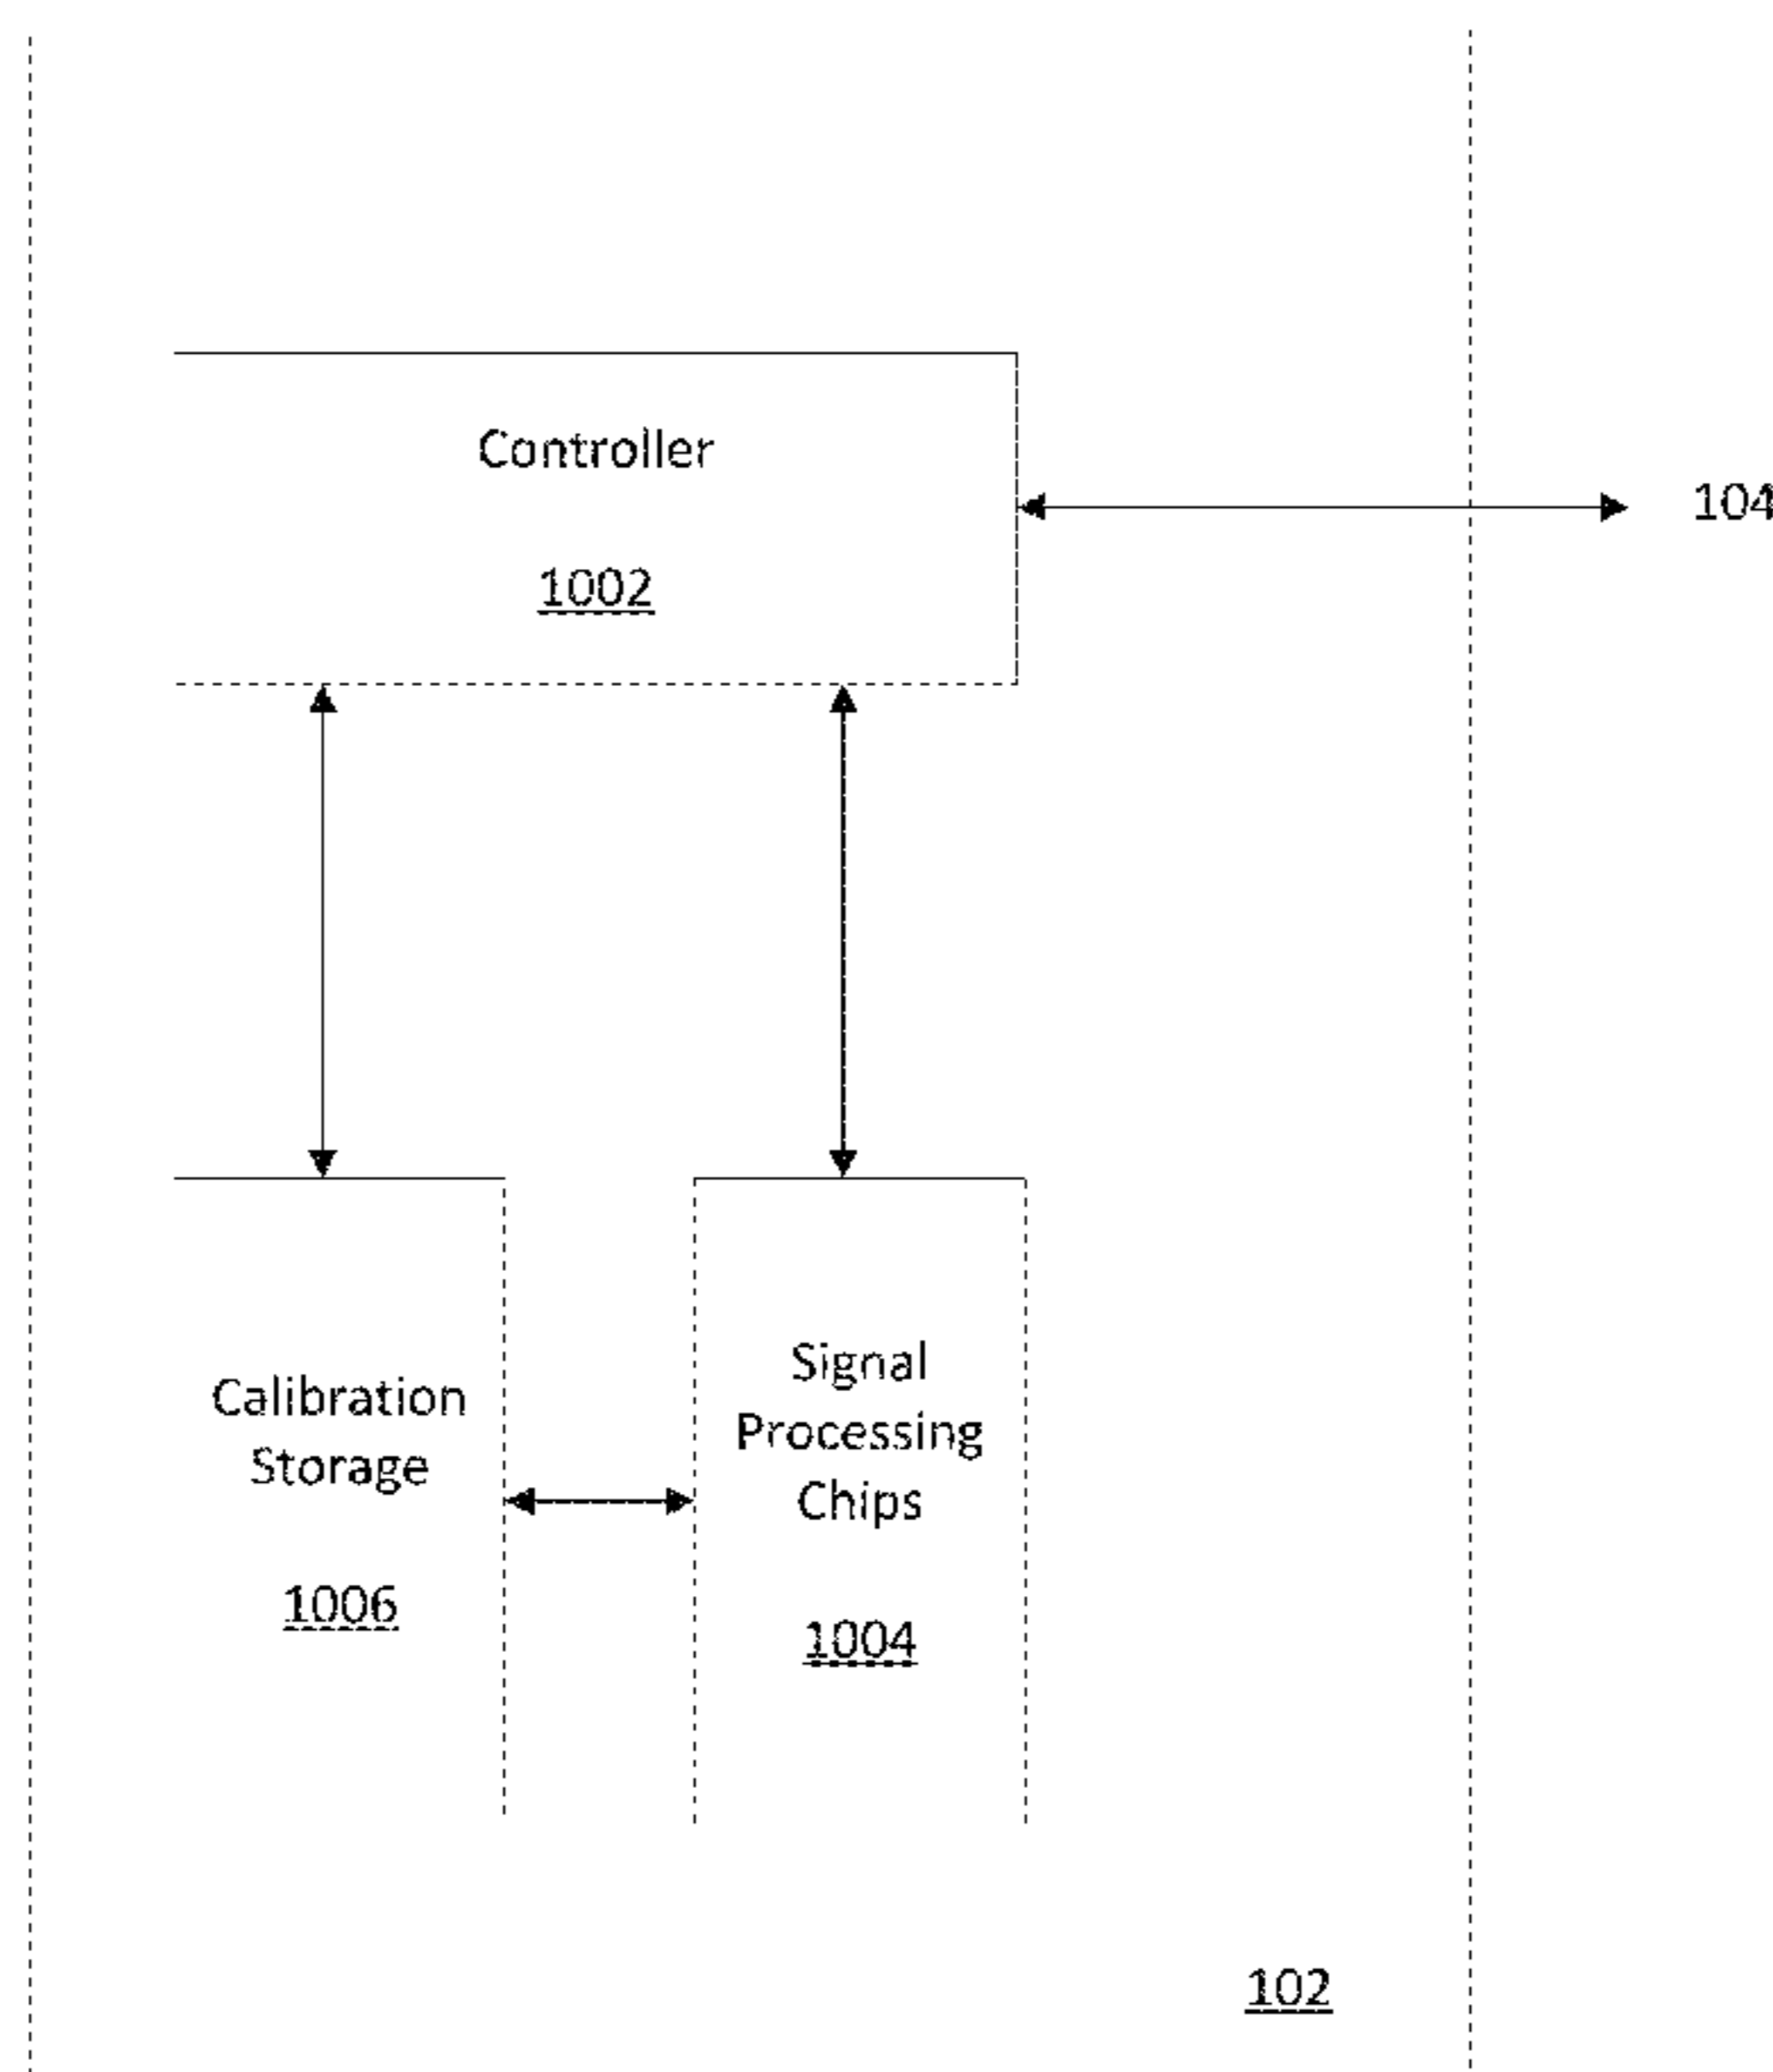 Controller
1002
104
Calibration
Storage
1006
Signal
Processing
Chips
1004
102